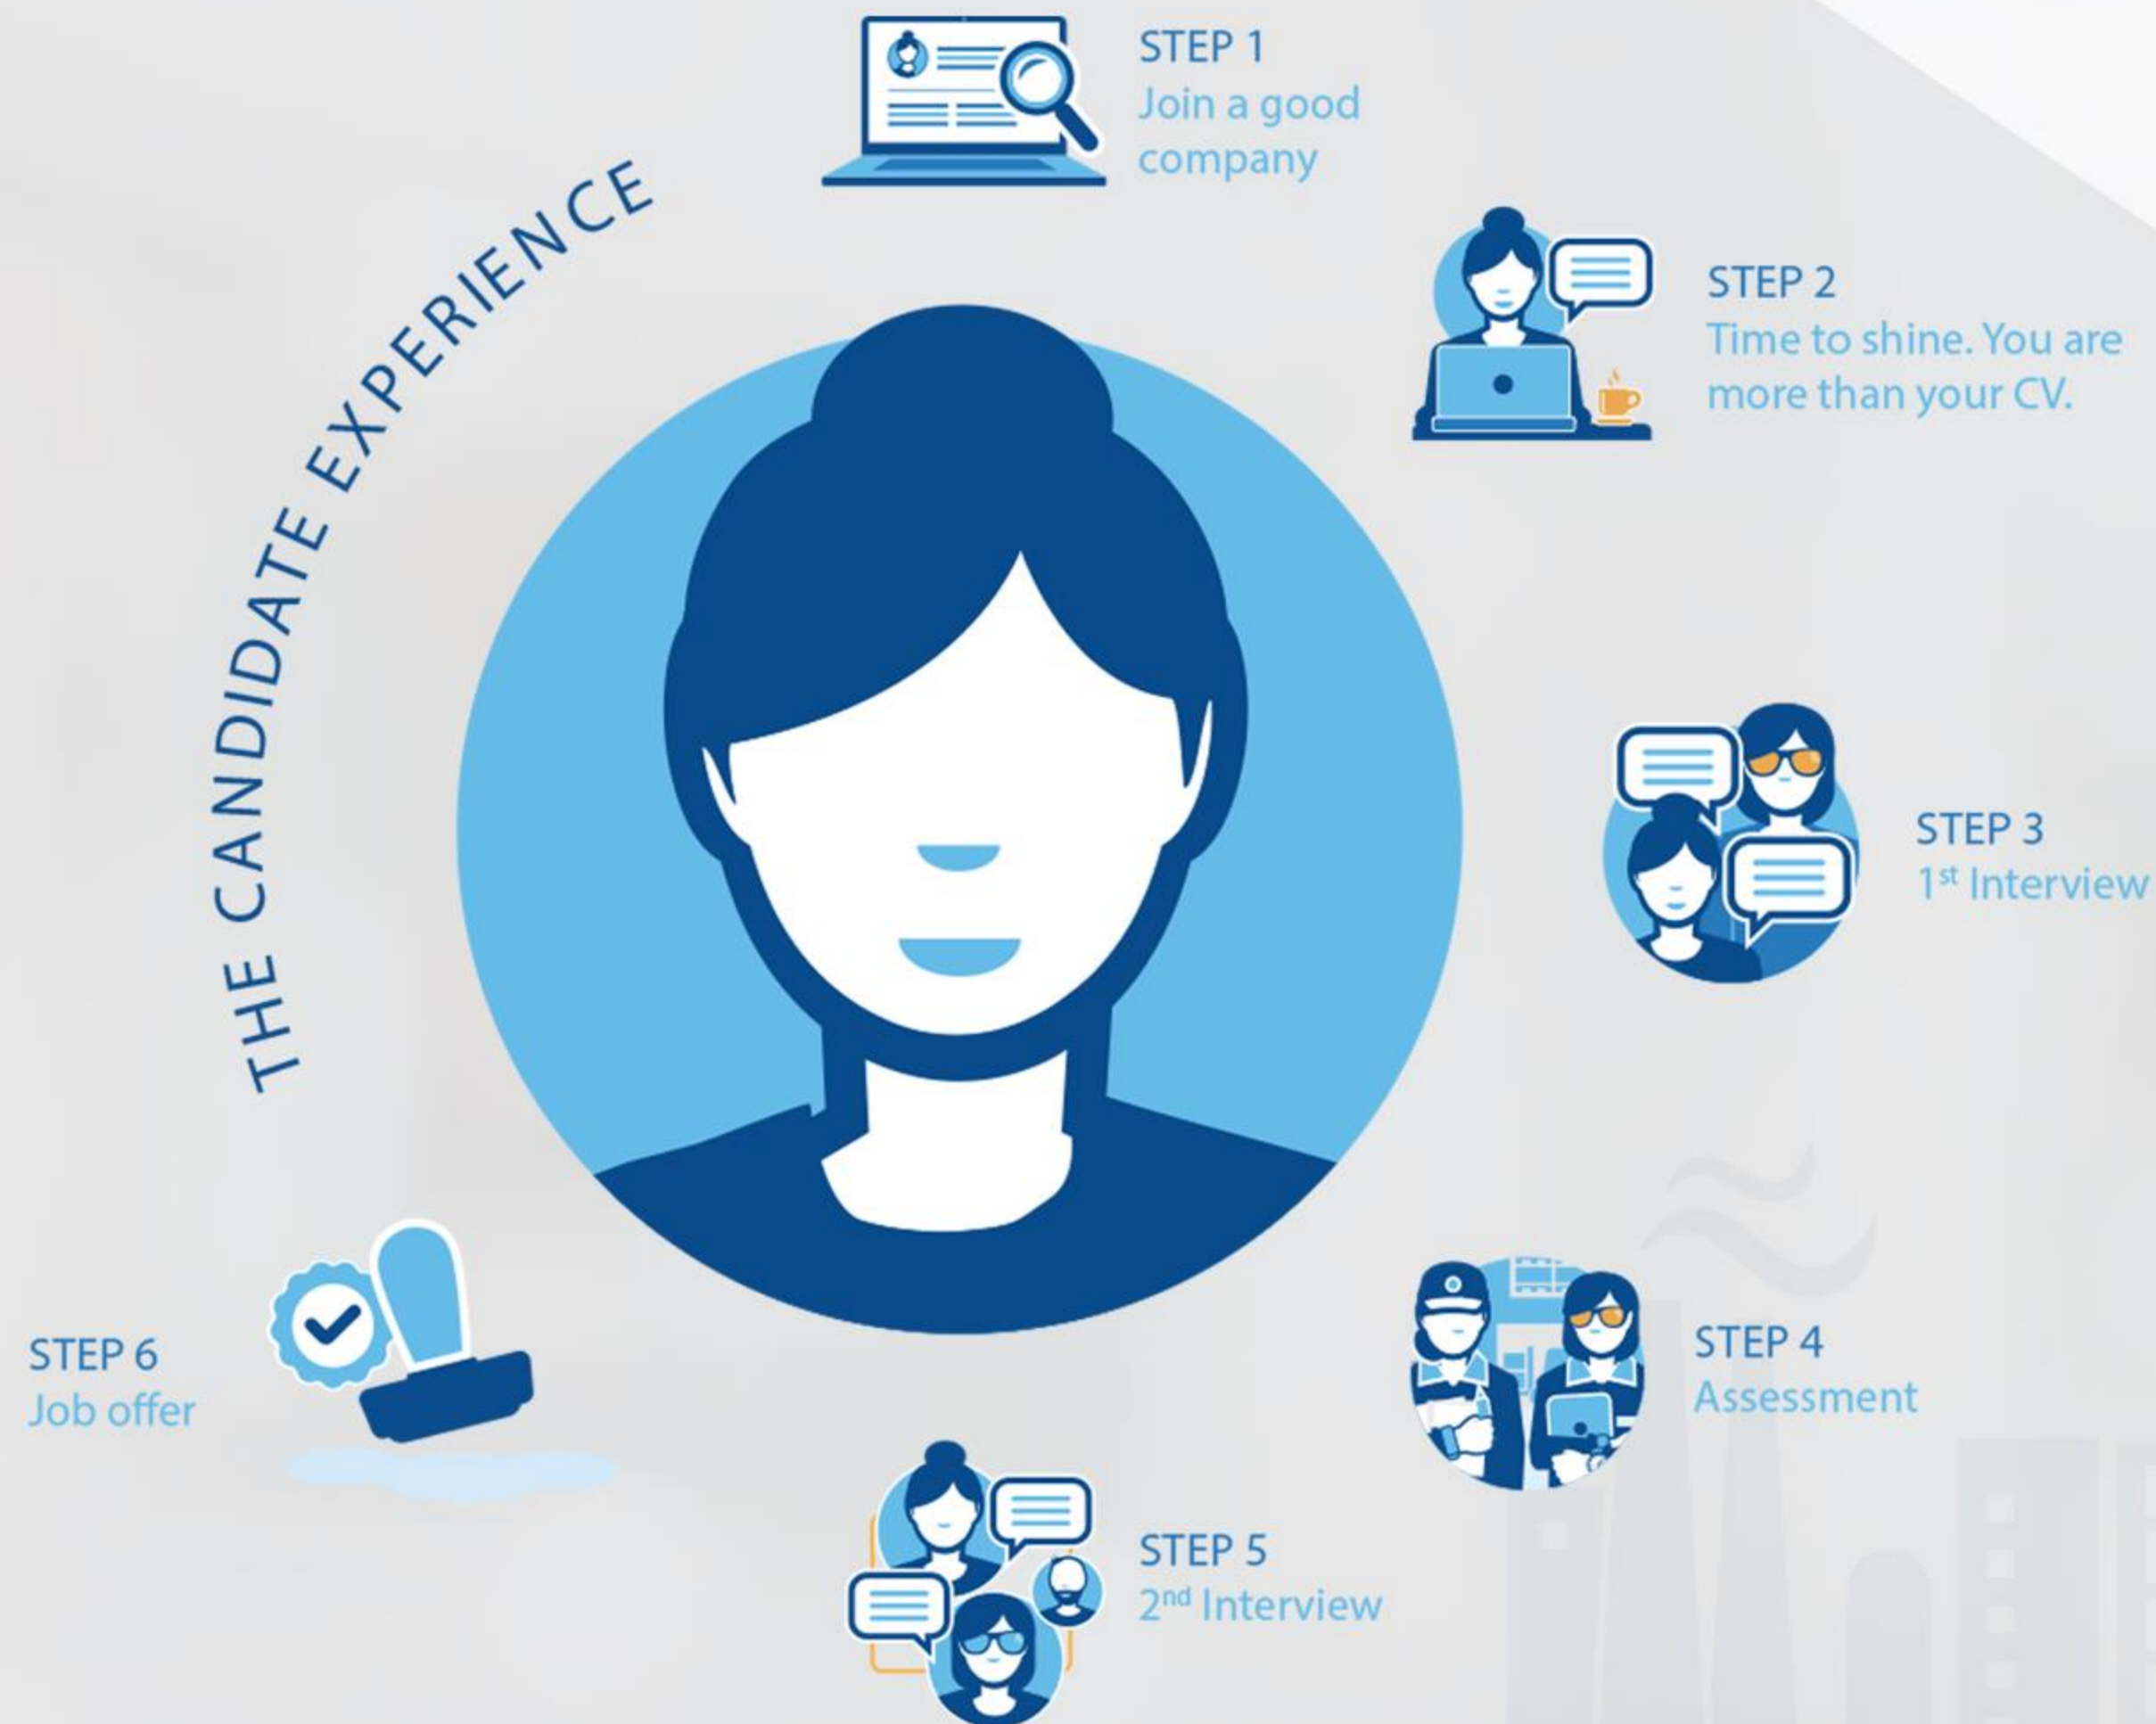 THE CANDIDATE EXPERIENCE
STEP 1
Join a good
company
STEP 2
Time to shine. You are
more than your CV.
STEP 3
1st Interview
STEP 4
Assessment
STEP 5
2nd Interview
STEP 6
Job offer